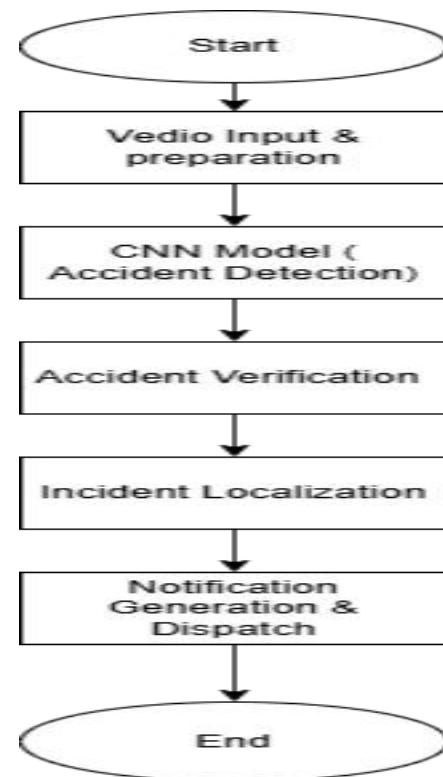 Start
Vedio Input &
preparation
CNN Model (
Accident Detection)
Accident Verification
Incident Localization
Notification
Generation &
Dispatch
End